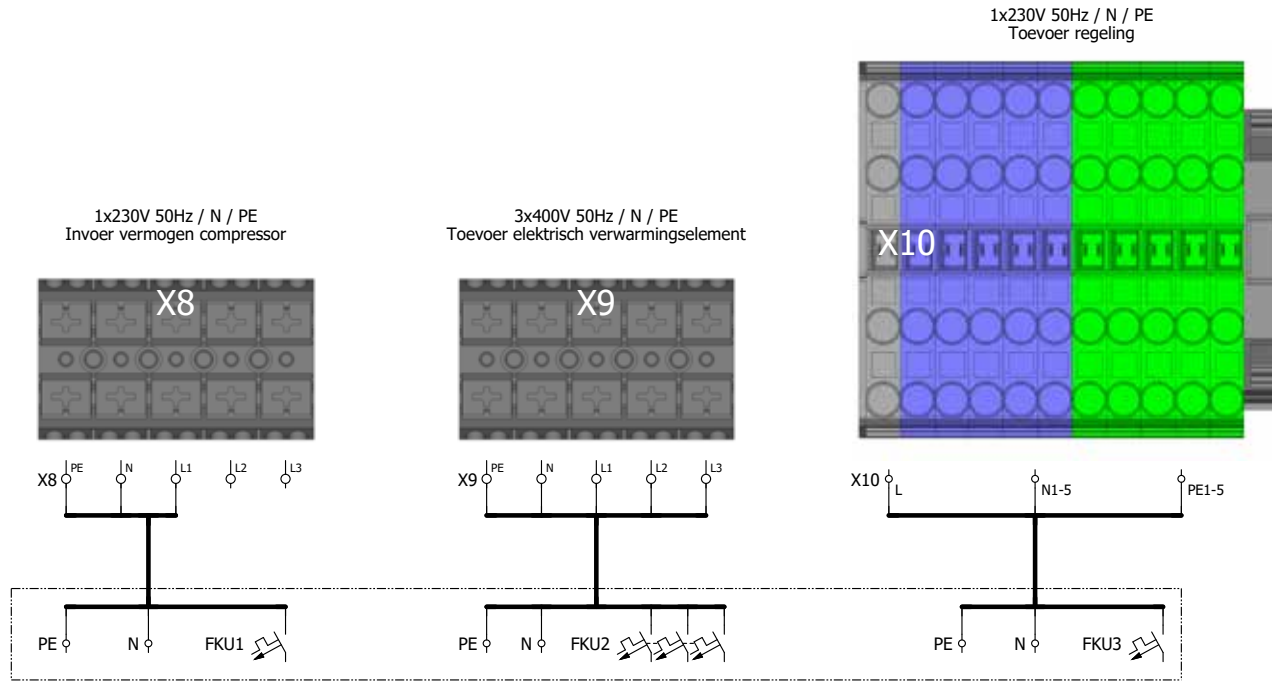 1x230V 50Hz / N / PE
Toevoer regeling
1x230V 50Hz / N / PE
Invoer vermogen compressor
3x400V 50Hz / N / PE
Toevoer elektrisch verwarmingselement
X10
X8
X9
X8 PE N L1 L2 L3
X9 PE N L1 L2 L3
X10 L N1-5 PE1-5
PE N FKU1
PE N FKU2
PE N FKU3